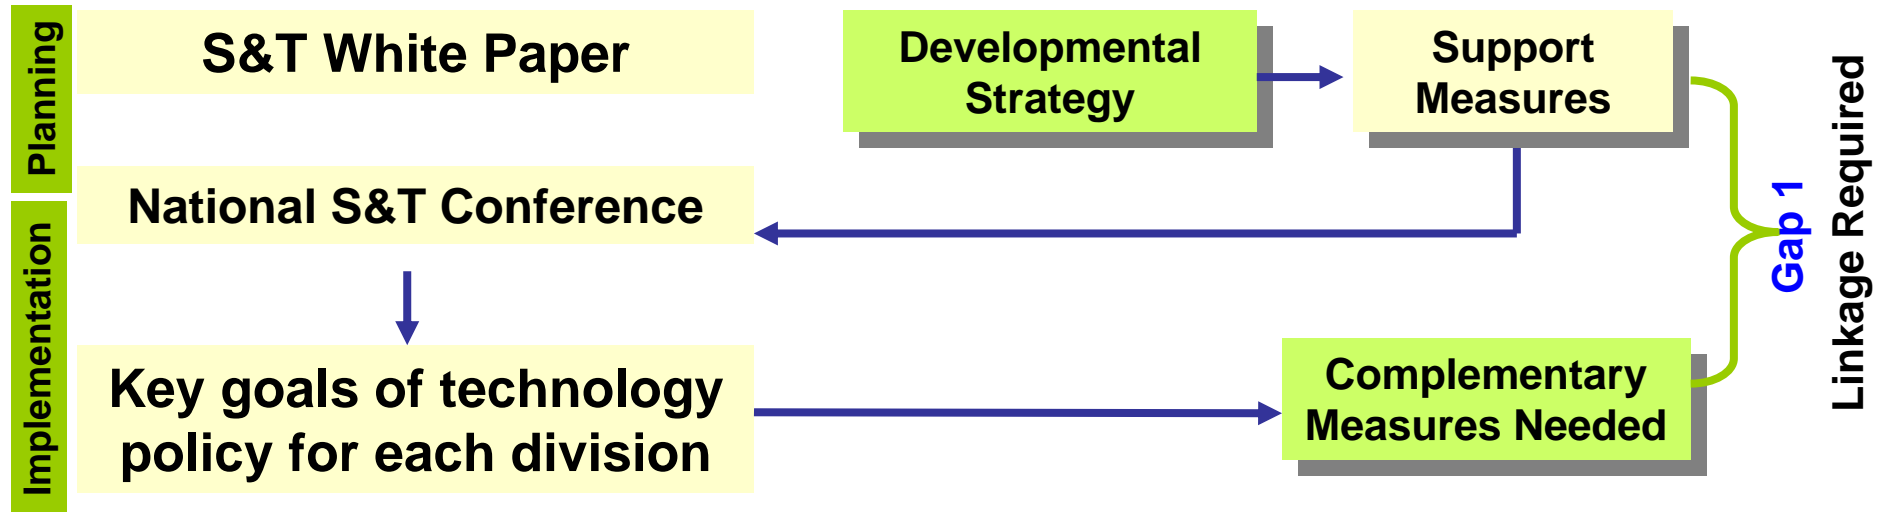 Planning
S&T White Paper
Developmental
Strategy
Support
Measures
National S&T Conference
Implementation
Key goals of technology
policy for each division
Complementary
Measures Needed
Gap 1
Linkage Required